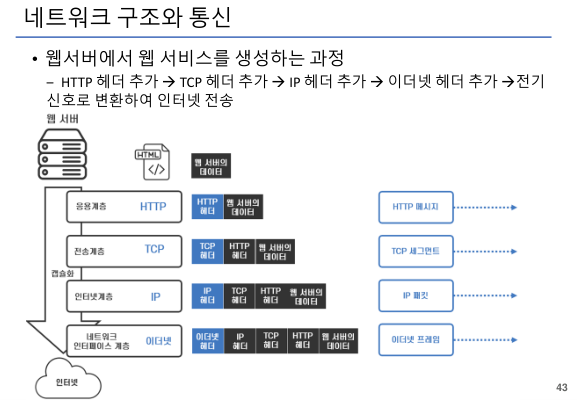 네트워크 구조와 통신
• 웹서버에서 웹 서비스를 생성하는 과정
– HTTP 헤더 추가 → TCP 헤더 추가 → IP 헤더 추가 → 이더넷 헤더 추가 →전기
신호로 변환하여 인터넷 전송
웹 서버
HTML
</>
웹 서버의
데이터
응용계층 HTTP
HTTP
헤더
웹 서버의
데이터
HTTP 메시지
전송계층 TCP
TCP
헤더
HTTP
헤더
웹 서버의
데이터
TCP 세그먼트
캡슐화
인터넷계층 IP
IP
헤더
TCP
헤더
HTTP
헤더
웹 서버의
데이터
IP 패킷
네트워크
인터페이스 계층
이더넷
이더넷
헤더
IP
헤더
TCP
헤더
HTTP
헤더
웹 서버의
데이터
이더넷 프레임
인터넷
43